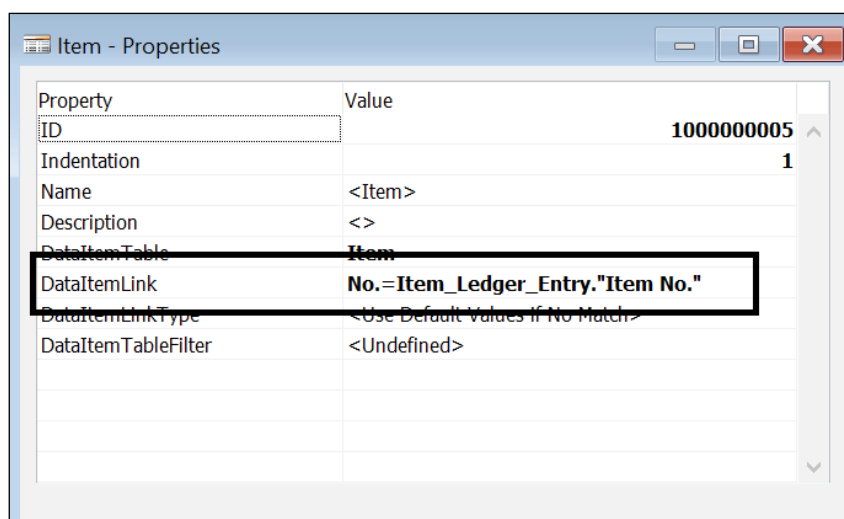 Item - Properties
Property Value
ID 1000000005
Indentation 1
Name <Item>
Description <>
DataItemTable Item
DataItemLink No.=Item_Ledger_Entry."Item No."
DataItemLinkType <Use Default Values if No Match>
DataItemTableFilter <Undefined>